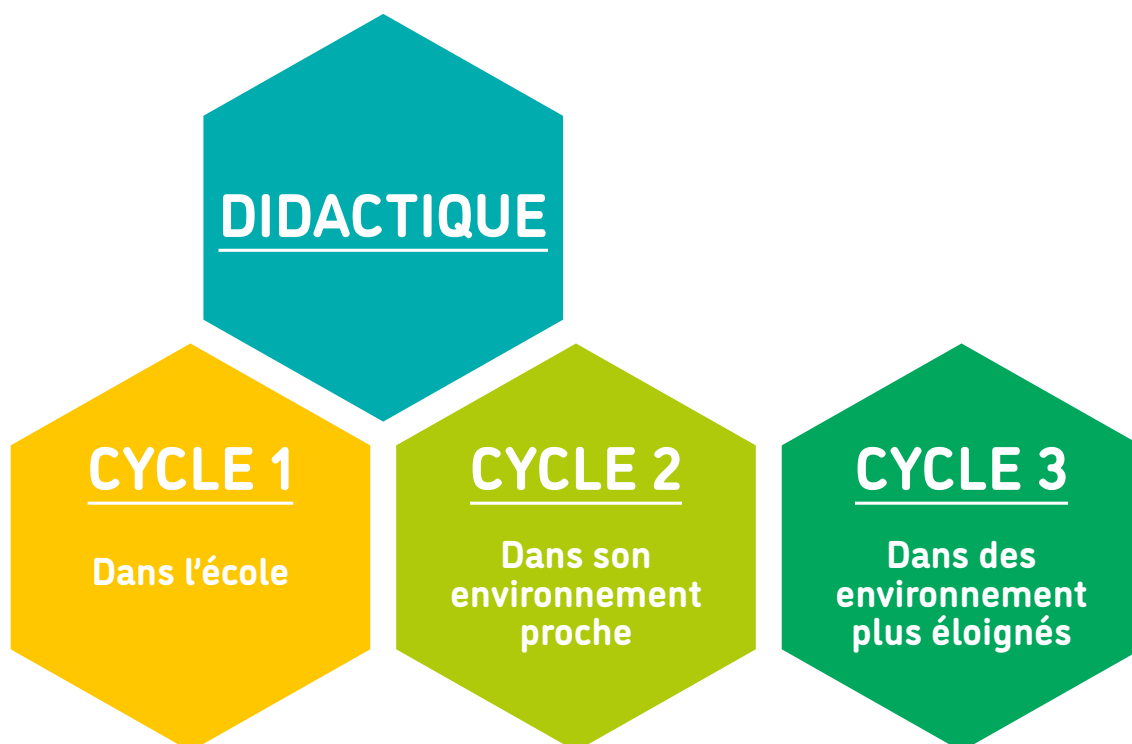 DIDACTIQUE
CYCLE 1
Dans l'école
CYCLE 2
Dans son
environnement
proche
CYCLE 3
Dans des
environnement
plus éloignés